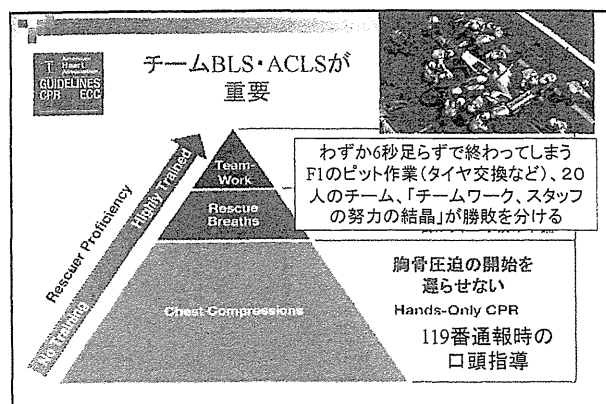 American
Heart
Association
GUIDELINES
CPR ECC
チームBLS・ACLSが
重要
わずか6秒足らずで終わってしまう
F1のピット作業(タイヤ交換など)、20
人のチーム、「チームワーク、スタッフ
の努力の結晶」が勝敗を分ける
Team-
Work
Rescue
Breaths
Chest Compressions
Rescuer Proficiency
Highly Trained
No Training
胸骨圧迫の開始を
遅らせない
Hands-Only CPR
119番通報時の
口頭指導